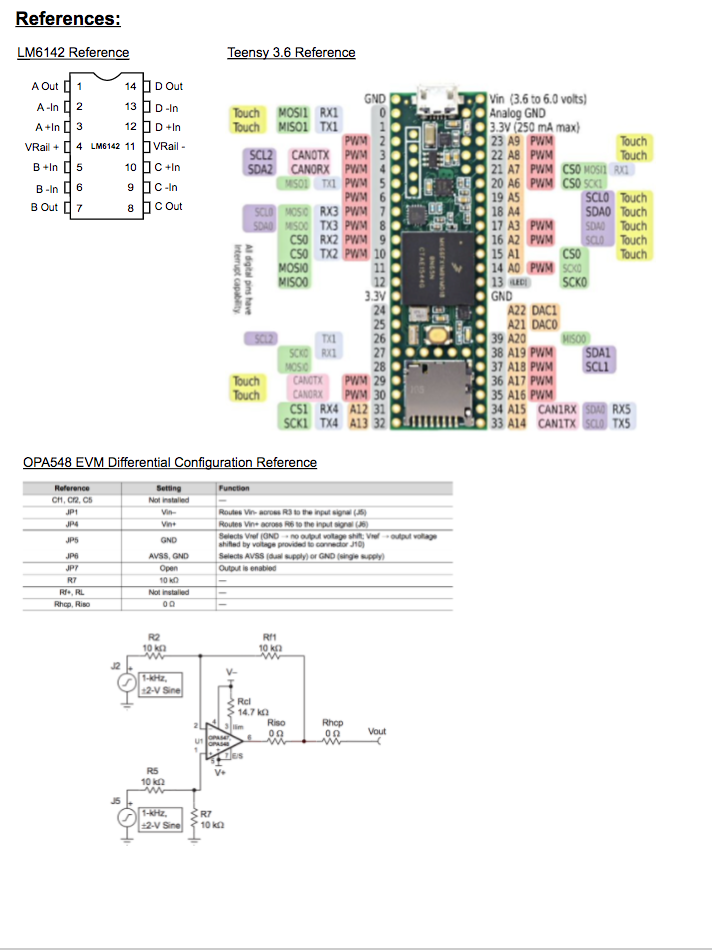 References:
LM6142 Reference
Teensy 3.6 Reference
A Out 1 14 D Out
A -In 2 13 D -In
A +In 3 12 D +In
VRail + 4 LM6142 11 VRail -
B +In 5 10 C +In
B -In 6 9 C -In
B Out 7 8 C Out
GND Vin (3.6 to 6.0 volts)
Touch MOSI1 RX1 0 Analog GND
Touch MISO1 TX1 1 3.3V (250 mA max)
PWM 2 23 A9 PWM Touch
SCL2 CAN0TX PWM 3 22 A8 PWM Touch
SDA2 CAN0RX PWM 4 21 A7 PWM CS0 MOSI1 RX1
MISO1 TX1 PWM 5 20 A6 PWM CS0 SCK1
PWM 6 19 A5 SCL0 Touch
SCL0 MOSI0 RX3 PWM 7 18 A4 SDA0 Touch
SDA0 MISO0 TX3 PWM 8 17 A3 PWM SDA0 Touch
CS0 RX2 PWM 9 16 A2 PWM SCL0 Touch
CS0 TX2 PWM 10 15 A1 CS0 Touch
MOSI0 11 14 A0 PWM SCK0
MISO0 12 13 (LED) SCK0
3.3V GND
24 A22 DAC1
25 A21 DAC0
SCL2 TX1 26 39 A20 MISO0
SCK0 RX1 27 38 A19 PWM SDA1
MOSI0 28 37 A18 PWM SCL1
Touch CAN0TX PWM 29 36 A17 PWM
Touch CAN0RX PWM 30 35 A16 PWM
CS1 RX4 A12 31 34 A15 CAN1RX SDA0 RX5
SCK1 TX4 A13 32 33 A14 CAN1TX SCL0 TX5
All digital pins have
interrupt capability.
OPA548 EVM Differential Configuration Reference
Reference Setting Function
Cf1, Cf2, C5 Not installed —
JP1 Vin- Routes Vin- across R3 to the input signal (J5)
JP4 Vin+ Routes Vin+ across R6 to the input signal (J6)
JP5 GND Selects Vref (GND → no output voltage shift; Vref → output voltage
shifted by voltage provided to connector J10)
JP6 AVSS, GND Selects AVSS (dual supply) or GND (single supply)
JP7 Open Output is enabled
R7 10 kΩ —
Rf+, RL Not installed —
Rhcp, Riso 0 Ω —
R2 Rf1
10 kΩ 10 kΩ
J2
1-kHz,
±2-V Sine
V-
Rcl
14.7 kΩ
Riso Rhcp
0 Ω 0 Ω
Vout
2 4 3 Ilim
U1 OPA547, OPA548 6
1 5 7 E/S
V+
R5
10 kΩ
J5
1-kHz,
±2-V Sine
R7
10 kΩ